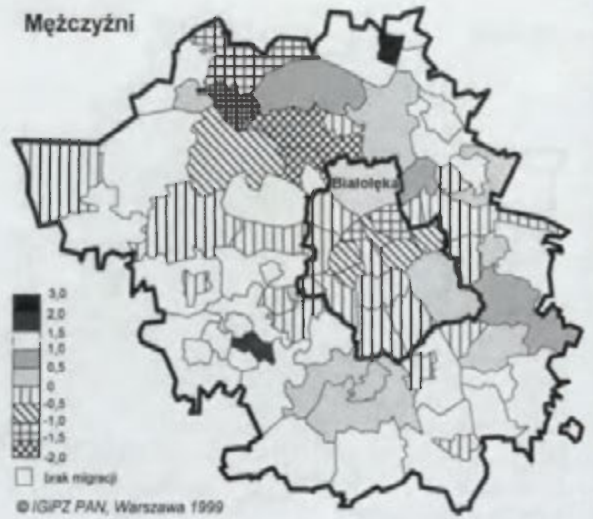 Mężczyźni
Białołęka
3,0
2,0
1,5
1,0
0,5
0
-0,5
-1,0
-1,5
-2,0
brak migracji
© IGiPZ PAN, Warszawa 1999